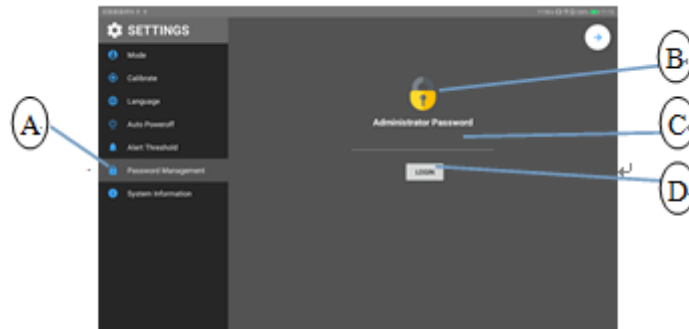 SETTINGS
Mode
Calibrate
Language
Auto Poweroff
Alert Threshold
Password Management
System Information
Administrator Password
LOGIN
A
B
C
D